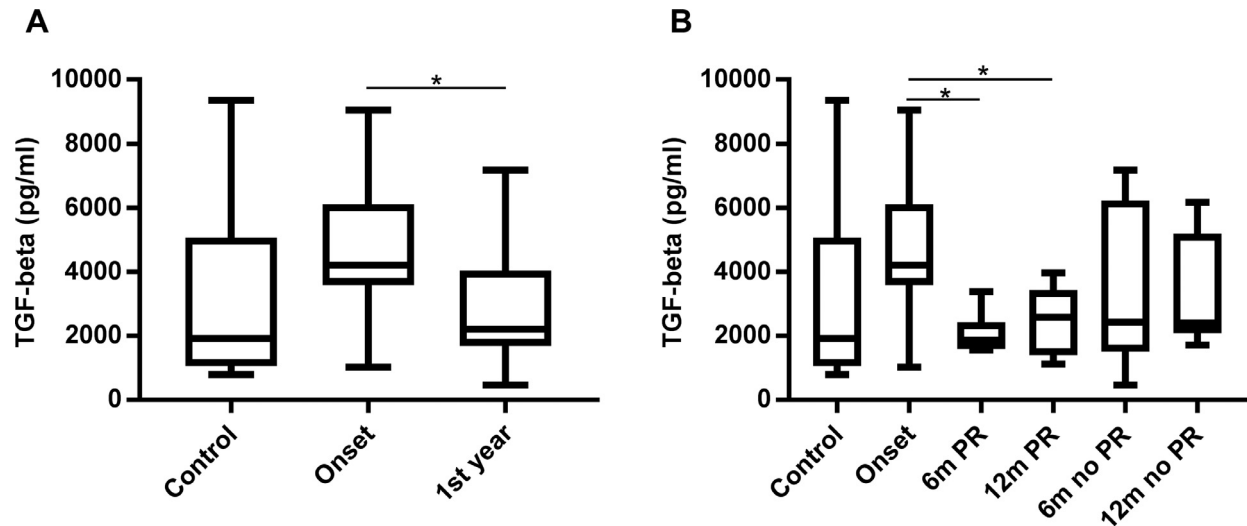 A
TGF-beta (pg/ml)
10000
8000
6000
4000
2000
0
*
Control
Onset
1st year
B
TGF-beta (pg/ml)
10000
8000
6000
4000
2000
0
*
*
Control
Onset
6m PR
12m PR
6m no PR
12m no PR